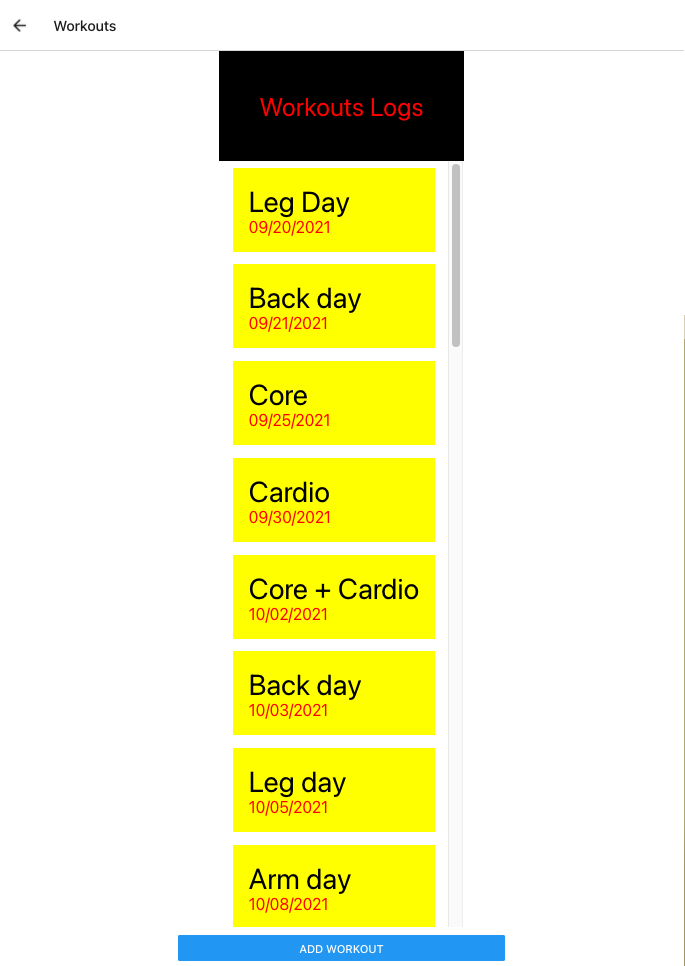 Workouts
Workouts Logs
Leg Day
09/20/2021
Back day
09/21/2021
Core
09/25/2021
Cardio
09/30/2021
Core + Cardio
10/02/2021
Back day
10/03/2021
Leg day
10/05/2021
Arm day
10/08/2021
ADD WORKOUT